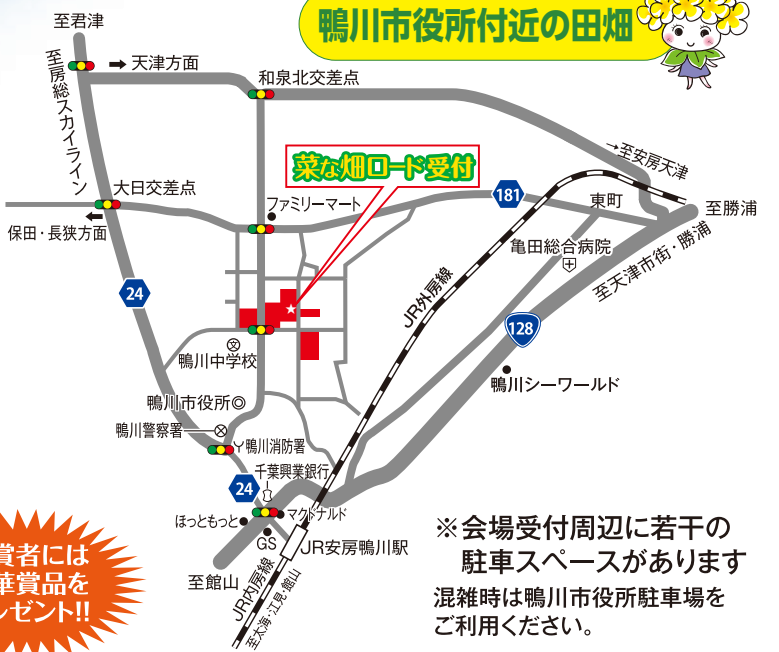 鴨川市役所付近の田畑
至君津
➡天津方面
至房総スカイライン
和泉北交差点
→至安房天津
菜な畑ロード受付
大日交差点
ファミリーマート
181
東町
至勝浦
保田・長狭方面
亀田総合病院
至天津市街・勝浦
24
JR外房線
128
鴨川中学校
鴨川シーワールド
鴨川市役所◎
鴨川警察署
鴨川消防署
千葉興業銀行
24
ほっともっと
マクドナルド
GS
JR安房鴨川駅
至館山
JR内房線
至太海・江見・館山
賞者には
華賞品を
レゼント!!
※会場受付周辺に若干の
駐車スペースがあります
混雑時は鴨川市役所駐車場を
ご利用ください。